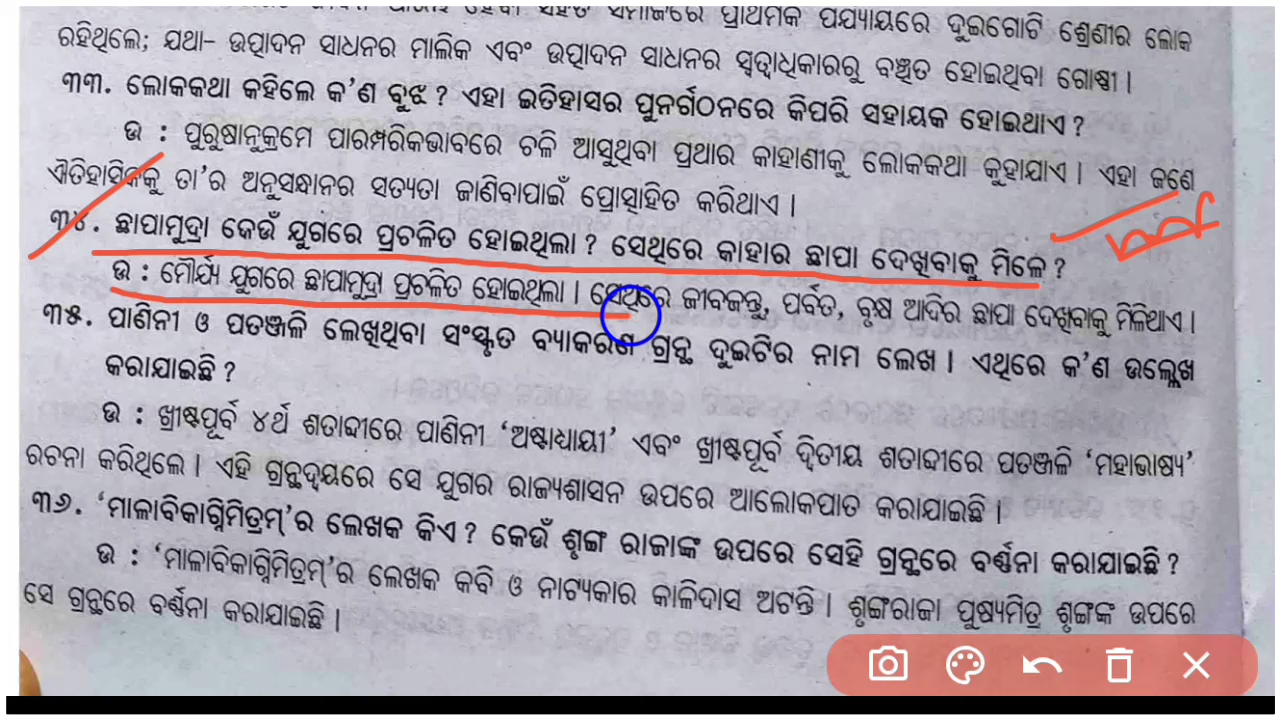 ସମାଜରେ ପ୍ରାଥମିକ ପର୍ଯ୍ୟାୟରେ ଦୁଇଗୋଟି ଶ୍ରେଣୀର ଲୋକ
ରହିଥିଲେ; ଯଥା- ଉତ୍ପାଦନ ସାଧନର ମାଲିକ ଏବଂ ଉତ୍ପାଦନ ସାଧନର ସ୍ୱତ୍ୱାଧିକାରରୁ ବଞ୍ଚିତ ହୋଇଥିବା ଗୋଷ୍ଠୀ ।
୩୩. ଲୋକକଥା କହିଲେ କ'ଣ ବୁଝ ? ଏହା ଇତିହାସର ପୁନର୍ଗଠନରେ କିପରି ସହାୟକ ହୋଇଥାଏ ?
ଉ : ପୁରୁଷାନୁକ୍ରମେ ପାରମ୍ପରିକଭାବରେ ଚଳି ଆସୁଥିବା ପ୍ରଥାର କାହାଣୀକୁ ଲୋକକଥା କୁହାଯାଏ । ଏହା ଜଣେ
ଐତିହାସିକକୁ ତା'ର ଅନୁସନ୍ଧାନର ସତ୍ୟତା ଜାଣିବାପାଇଁ ପ୍ରୋତ୍ସାହିତ କରିଥାଏ ।
୩୪. ଛାପାମୁଦ୍ରା କେଉଁ ଯୁଗରେ ପ୍ରଚଳିତ ହୋଇଥିଲା ? ସେଥିରେ କାହାର ଛାପା ଦେଖିବାକୁ ମିଳେ ?
ଉ : ମୌର୍ଯ୍ୟ ଯୁଗରେ ଛାପାମୁଦ୍ରା ପ୍ରଚଳିତ ହୋଇଥିଲା । ସେଥିରେ ଜୀବଜନ୍ତୁ, ପର୍ବତ, ବୃକ୍ଷ ଆଦିର ଛାପା ଦେଖିବାକୁ ମିଳିଥାଏ ।
୩୫. ପାଣିନୀ ଓ ପତଞ୍ଜଳି ଲେଖିଥିବା ସଂସ୍କୃତ ବ୍ୟାକରଣ ଗ୍ରନ୍ଥ ଦୁଇଟିର ନାମ ଲେଖ । ଏଥିରେ କ'ଣ ଉଲ୍ଲେଖ
କରାଯାଇଛି ?
ଉ : ଖ୍ରୀଷ୍ଟପୂର୍ବ ୪ର୍ଥ ଶତାବ୍ଦୀରେ ପାଣିନୀ 'ଅଷ୍ଟାଧ୍ୟାୟୀ' ଏବଂ ଖ୍ରୀଷ୍ଟପୂର୍ବ ଦ୍ୱିତୀୟ ଶତାବ୍ଦୀରେ ପତଞ୍ଜଳି 'ମହାଭାଷ୍ୟ'
ରଚନା କରିଥିଲେ । ଏହି ଗ୍ରନ୍ଥଦ୍ୱୟରେ ସେ ଯୁଗର ରାଜ୍ୟଶାସନ ଉପରେ ଆଲୋକପାତ କରାଯାଇଛି ।
୩୬. 'ମାଳାବିକାଗ୍ନିମିତ୍ରମ୍'ର ଲେଖକ କିଏ ? କେଉଁ ଶୃଙ୍ଗ ରାଜାଙ୍କ ଉପରେ ସେହି ଗ୍ରନ୍ଥରେ ବର୍ଣ୍ଣନା କରାଯାଇଛି ?
ଉ : 'ମାଳାବିକାଗ୍ନିମିତ୍ରମ୍'ର ଲେଖକ କବି ଓ ନାଟ୍ୟକାର କାଳିଦାସ ଅଟନ୍ତି । ଶୃଙ୍ଗରାଜା ପୁଷ୍ୟମିତ୍ର ଶୃଙ୍ଗଙ୍କ ଉପରେ
ସେ ଗ୍ରନ୍ଥରେ ବର୍ଣ୍ଣନା କରାଯାଇଛି ।